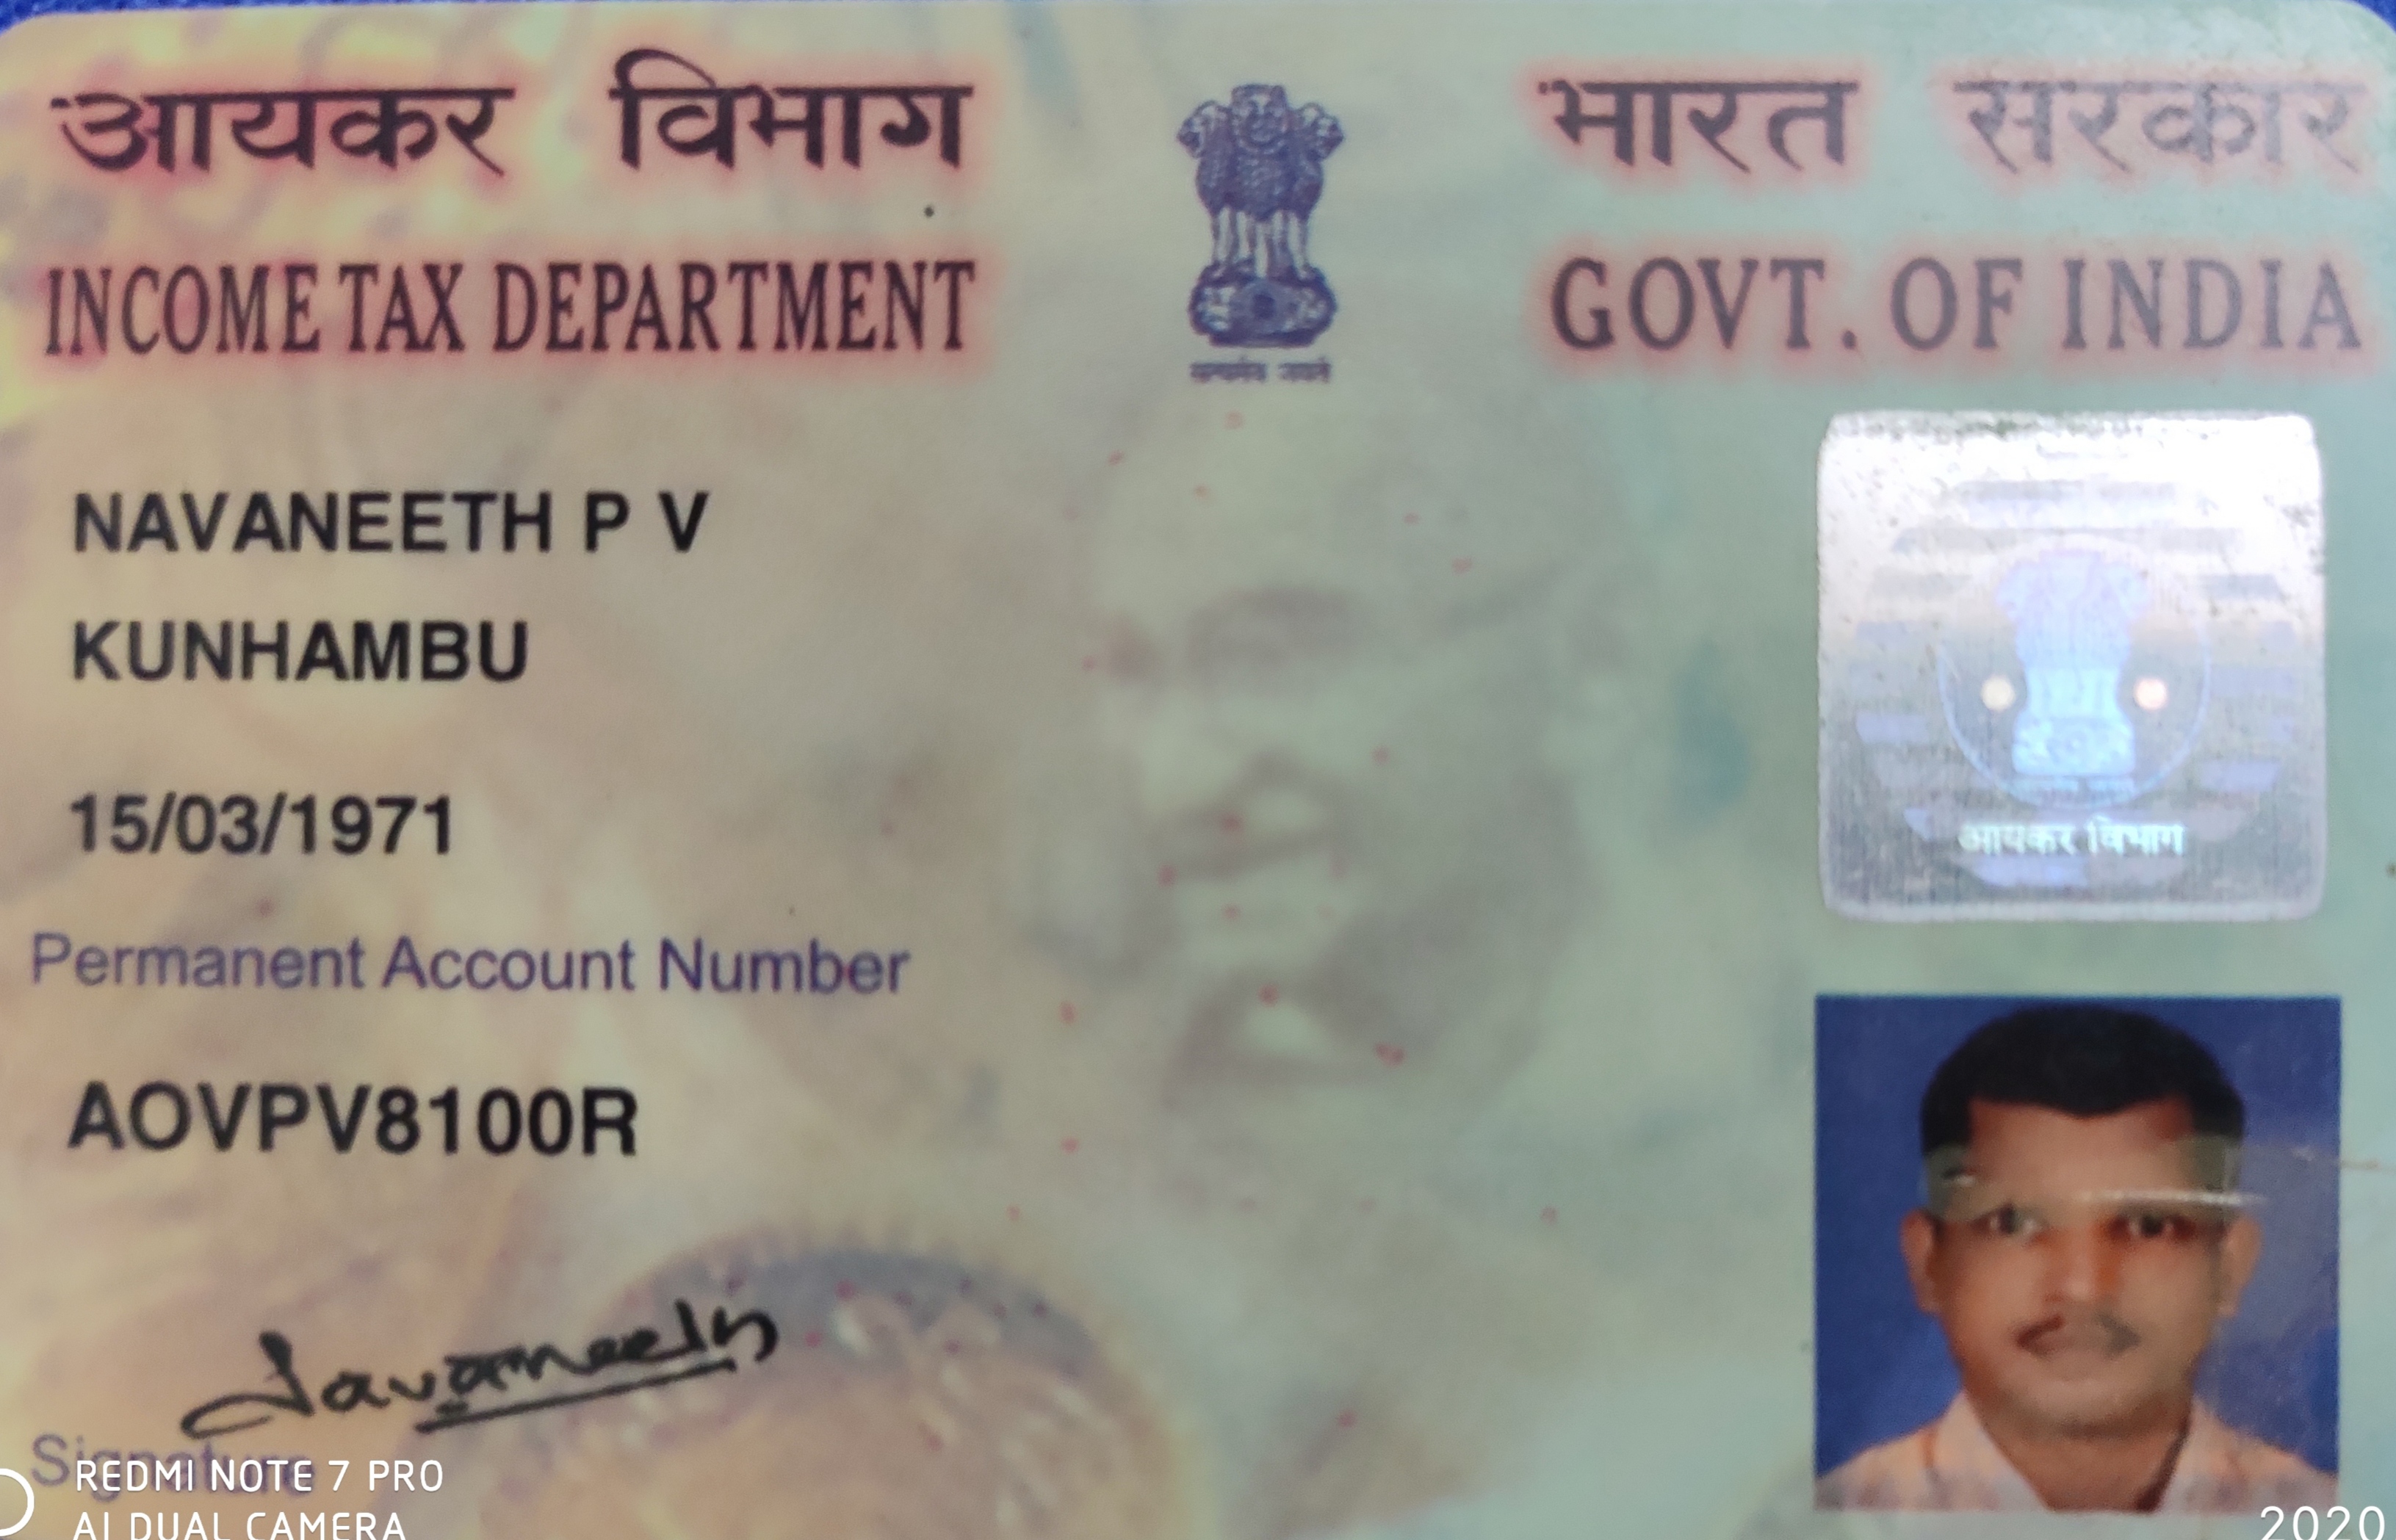 आयकर विभाग
INCOME TAX DEPARTMENT
भारत सरकार
GOVT. OF INDIA
सत्यमेव जयते
NAVANEETH P V
KUNHAMBU
15/03/1971
Permanent Account Number
AOVPV8100R
Navaneeth
Signature
आयकर विभाग
REDMI NOTE 7 PRO
AI DUAL CAMERA
2020